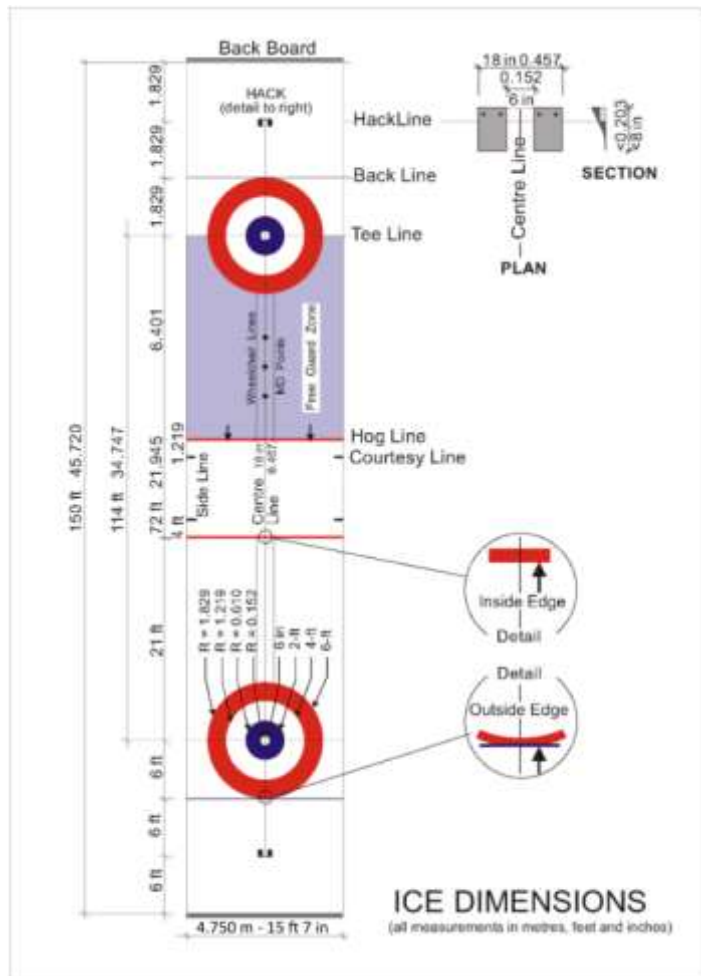 Back Board
18 in 0.457
0.152
6 in
HACK
(detail to right)
HackLine
<0.203
<8 in
SECTION
Centre Line
PLAN
Back Line
Tee Line
1.829
1.829
1.829
6.401
Wheelchair Lines
MD Points
Free Guard Zone
Hog Line
Courtesy Line
1.219
4 ft
Side Line
Centre Line
18 in
0.457
150 ft 45.720
114 ft 34.747
72 ft 21.945
Inside Edge
Detail
Detail
Outside Edge
R = 1.829
R = 1.219
R = 0.610
R = 0.152
6 in
2-ft
4-ft
6-ft
21 ft
6 ft
6 ft
6 ft
4.750 m - 15 ft 7 in
ICE DIMENSIONS
(all measurements in metres, feet and inches)